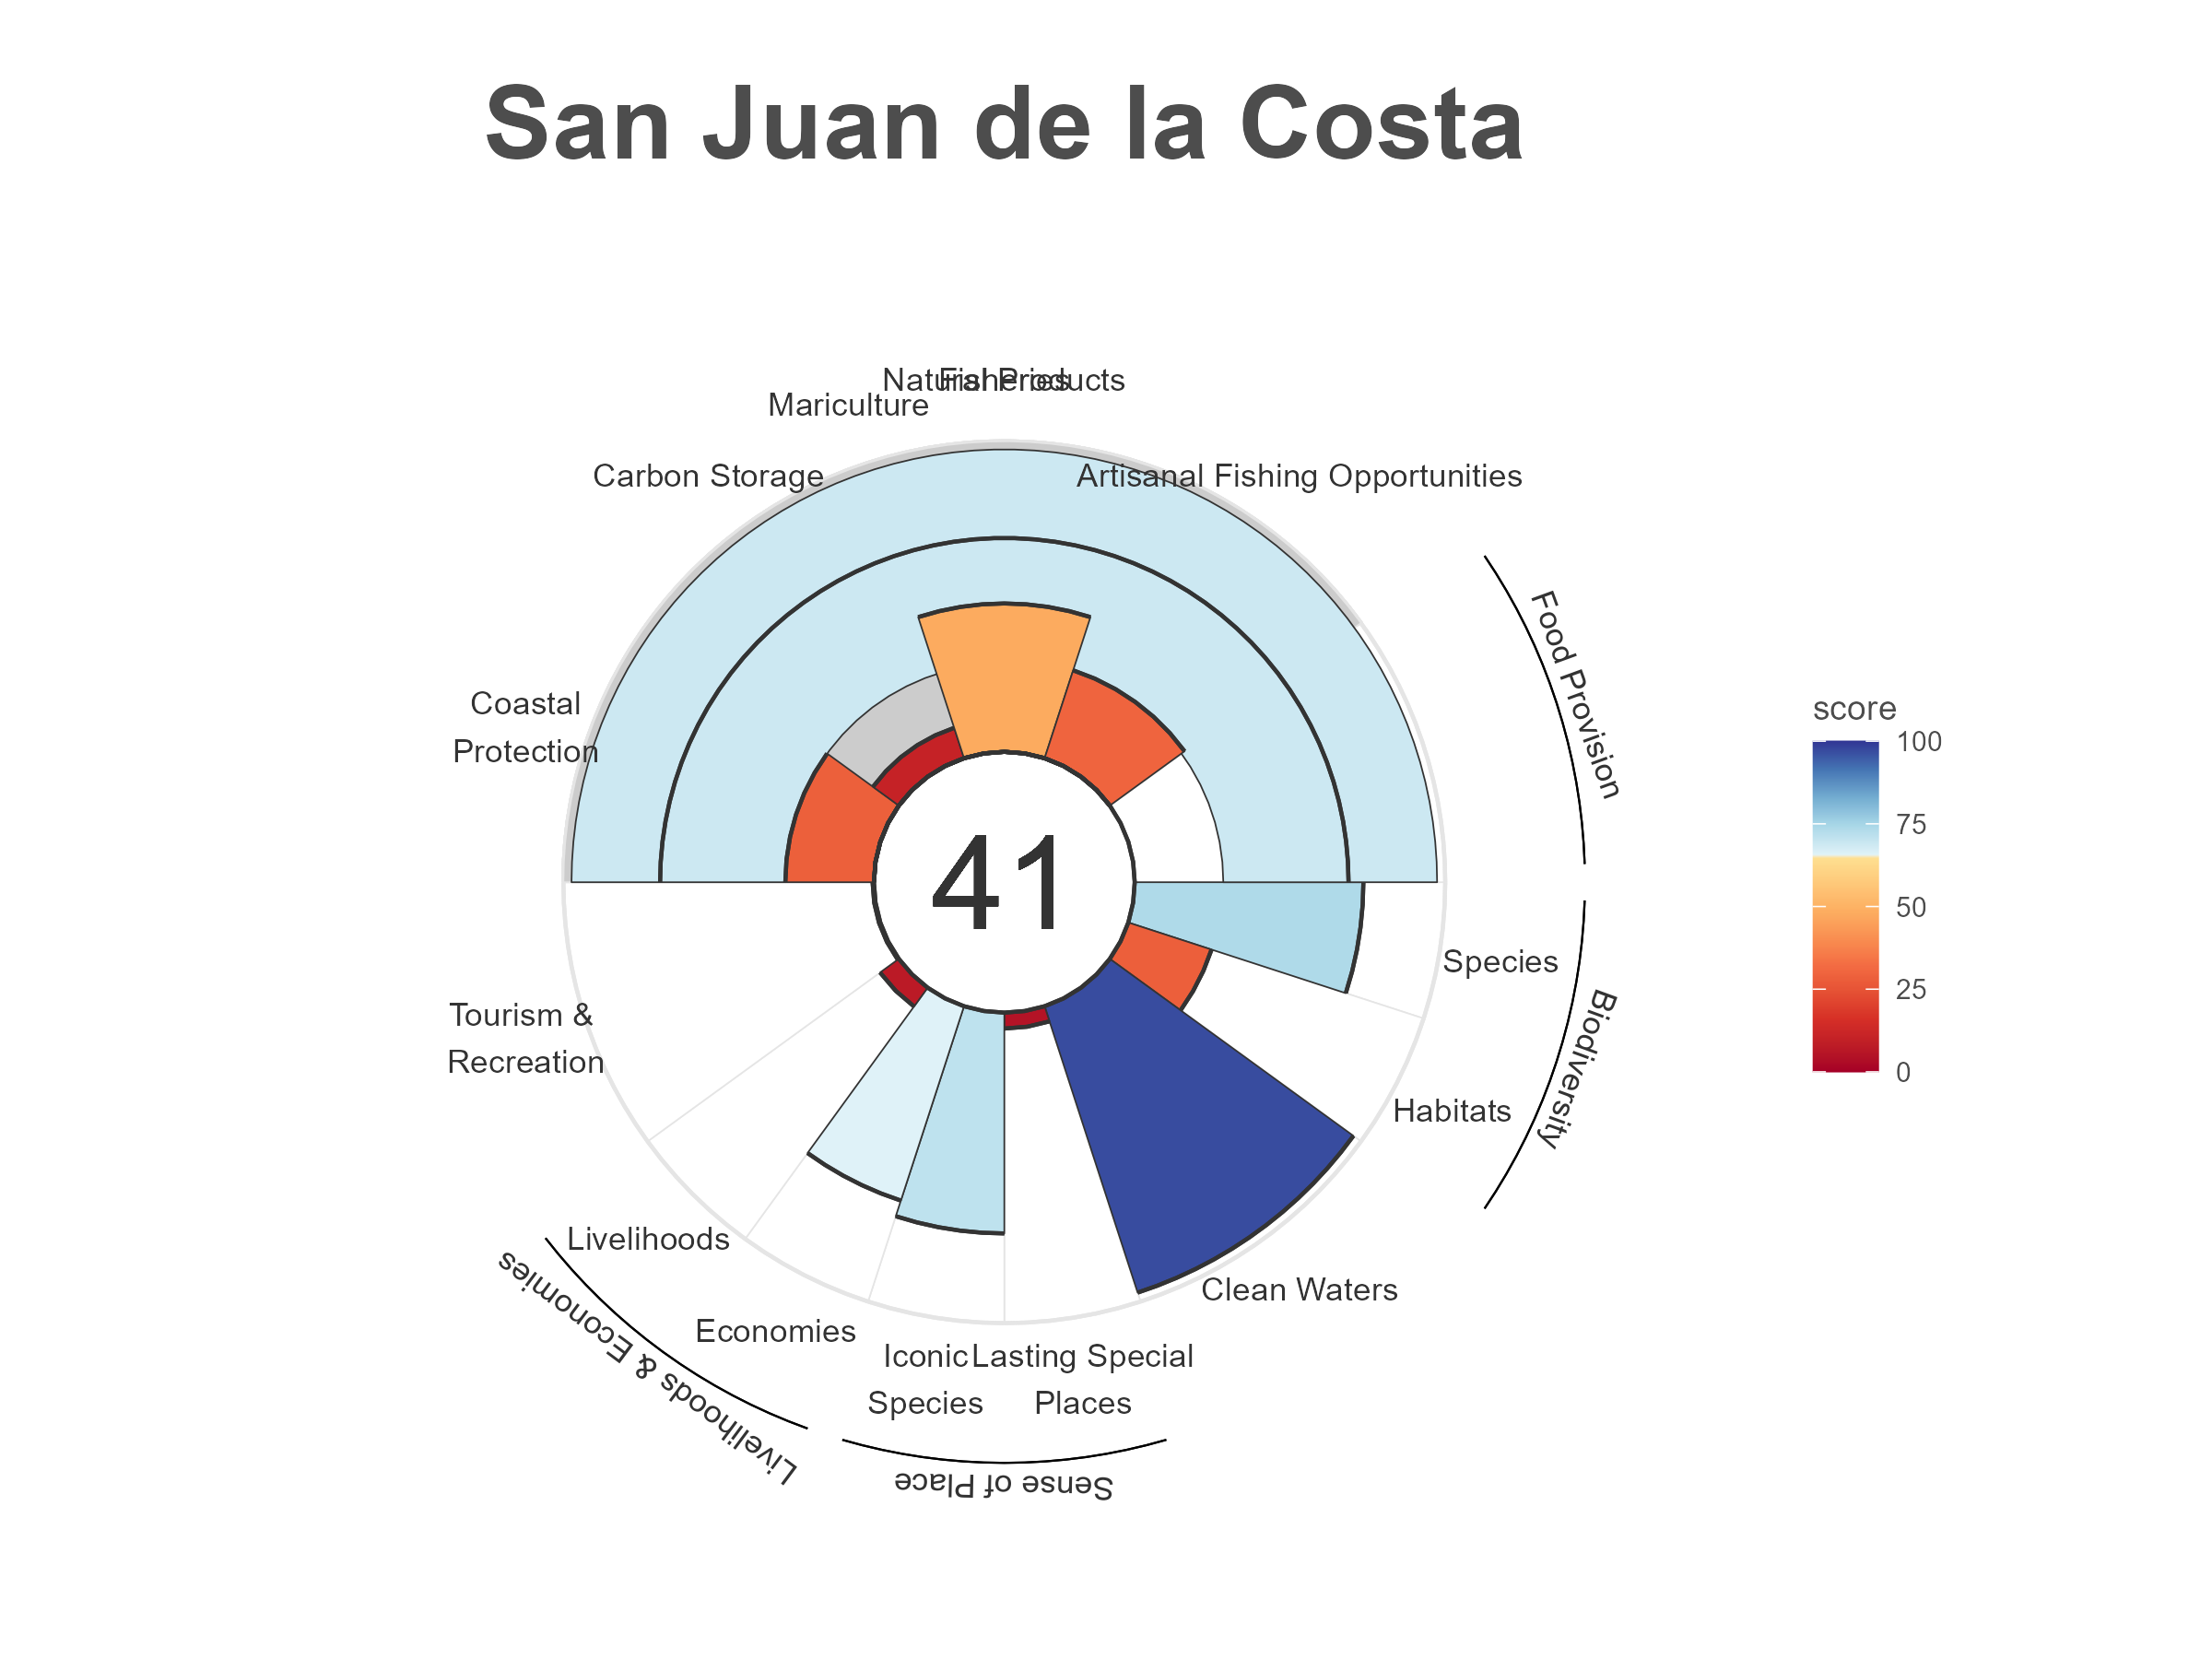 San Juan de la Costa
Natural Products
Fisheries
Mariculture
Carbon Storage
Artisanal Fishing Opportunities
Food Provision
Coastal
Protection
score
100
75
50
25
0
41
Species
Biodiversity
Tourism &
Recreation
Habitats
Livelihoods
Clean Waters
Economies
Livelihoods & Economies
Iconic
Species
Lasting Special
Places
Sense of Place